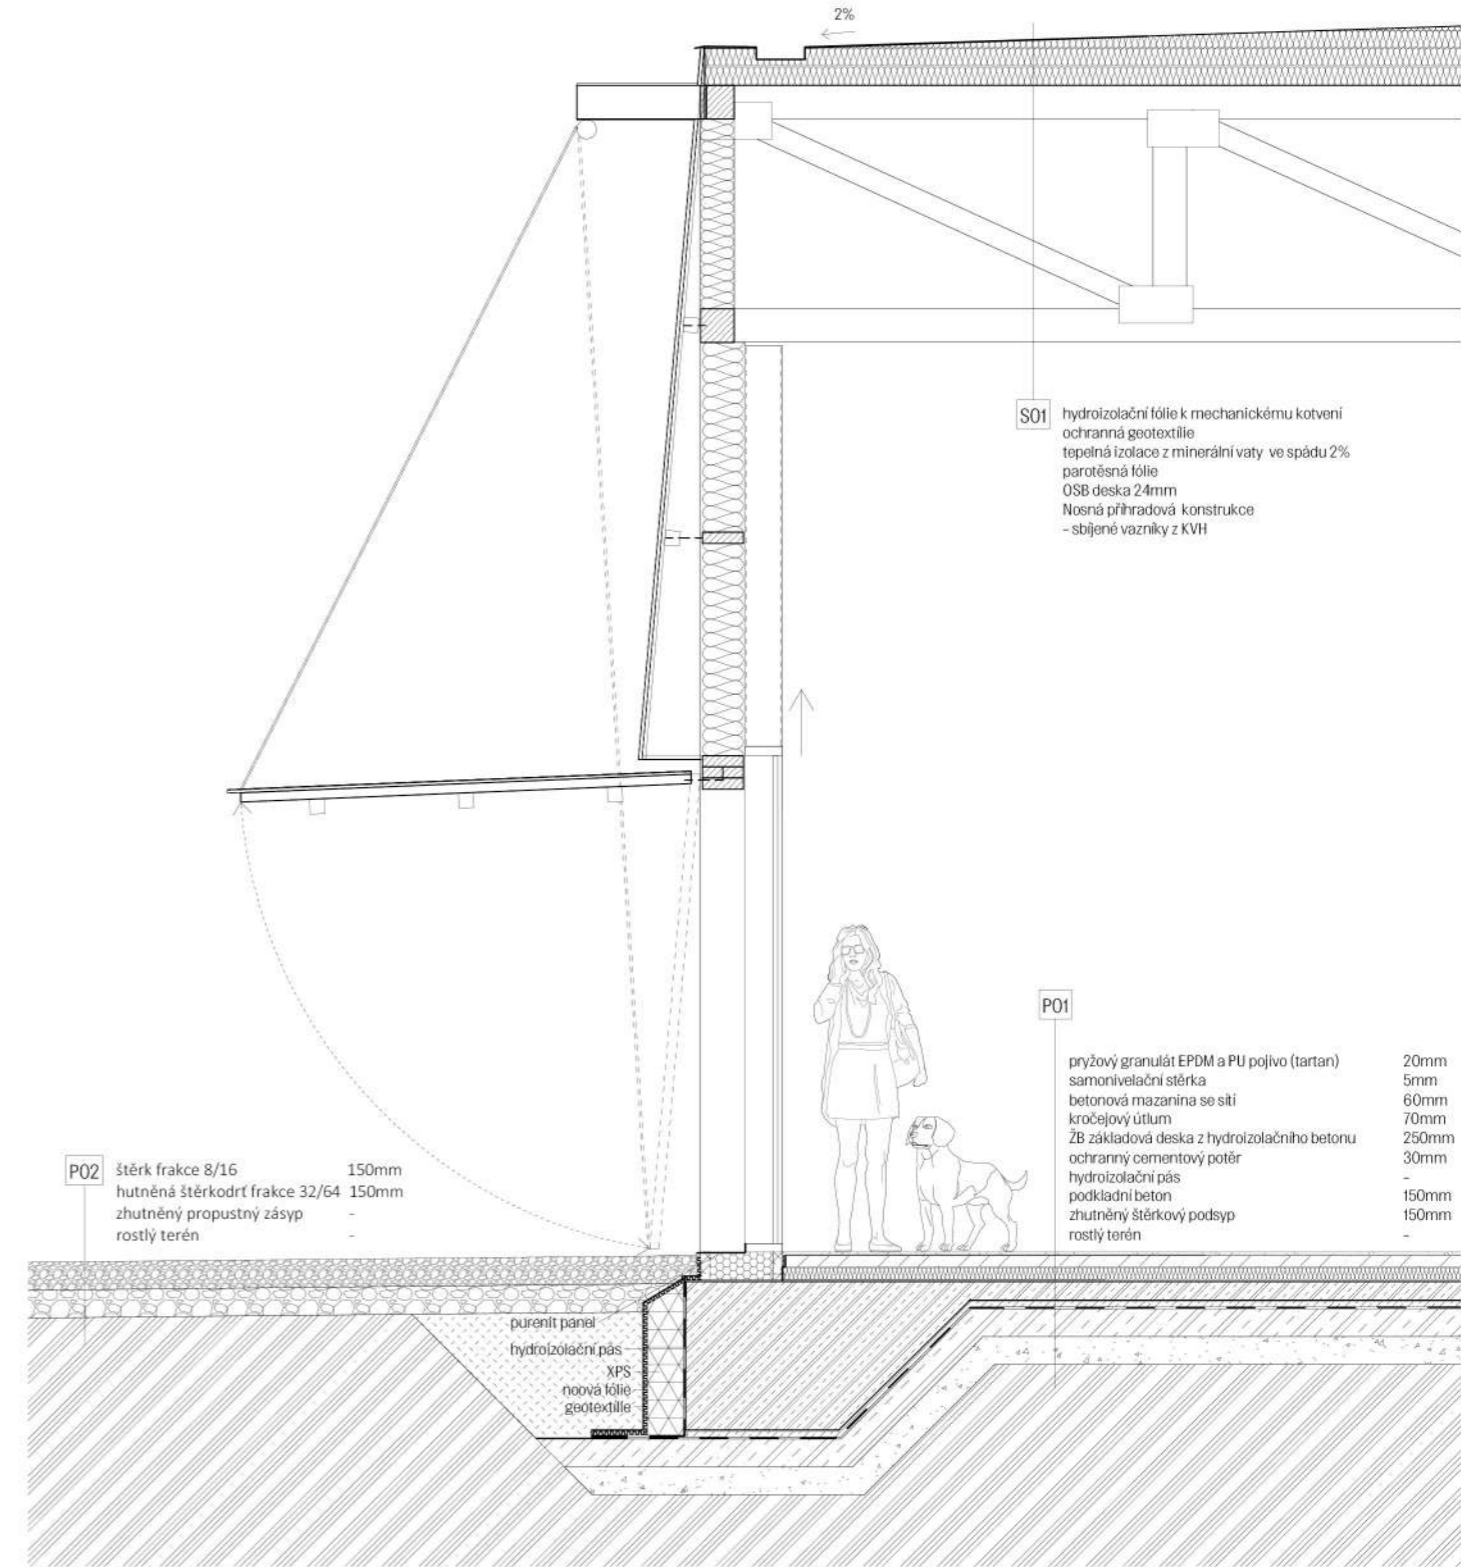 2%
S01
hydroizolační fólie k mechanickému kotvení
ochranná geotextílie
tepelná izolace z minerální vaty ve spádu 2%
parotěsná fólie
OSB deska 24mm
Nosná příhradová konstrukce
- sbíjené vazníky z KVH
P01
pryžový granulát EPDM a PU pojivo (tartan) 20mm
samonivelační stěrka 5mm
betonová mazanina se sítí 60mm
kročejový útlum 70mm
ŽB základová deska z hydroizolačního betonu 250mm
ochranný cementový potěr 30mm
hydroizolační pás -
podkladní beton 150mm
zhutněný štěrkový podsyp 150mm
rostlý terén -
P02
štěrk frakce 8/16 150mm
hutněná štěrkodrť frakce 32/64 150mm
zhutněný propustný zásyp -
rostlý terén -
purenit panel
hydroizolační pás
XPS
noová fólie
geotextílie